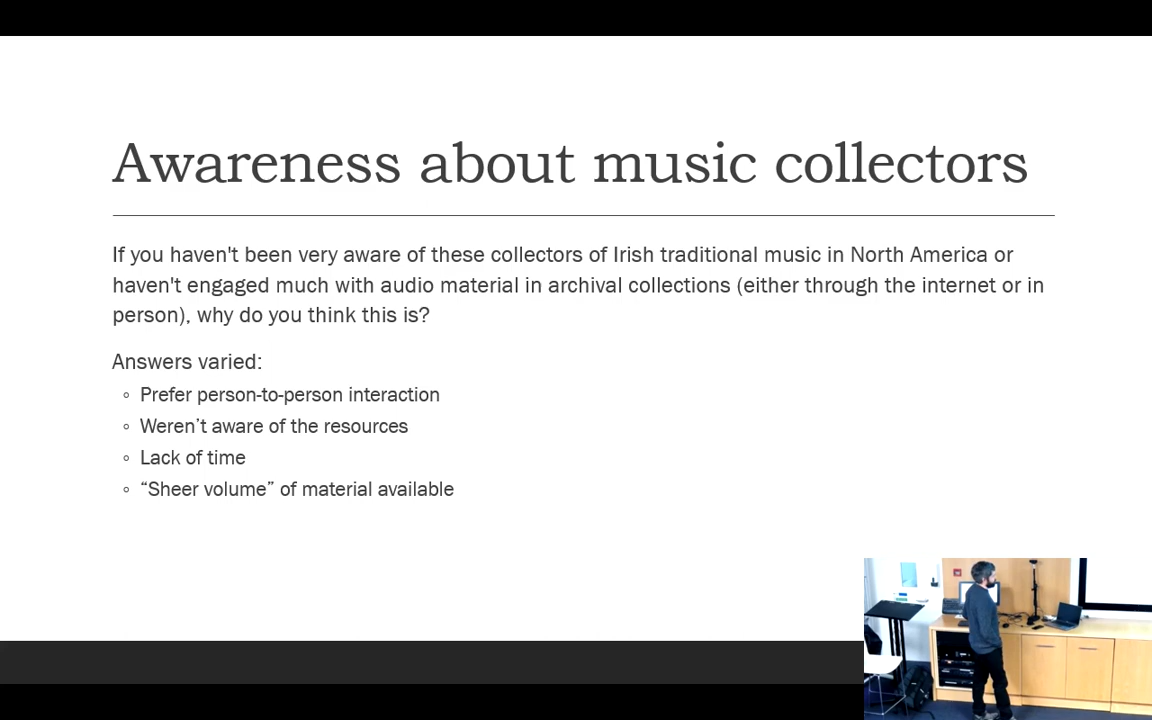 Awareness about music collectors
If you haven't been very aware of these collectors of Irish traditional music in North America or
haven't engaged much with audio material in archival collections (either through the internet or in
person), why do you think this is?
Answers varied:
◦ Prefer person-to-person interaction
◦ Weren’t aware of the resources
◦ Lack of time
◦ “Sheer volume” of material available